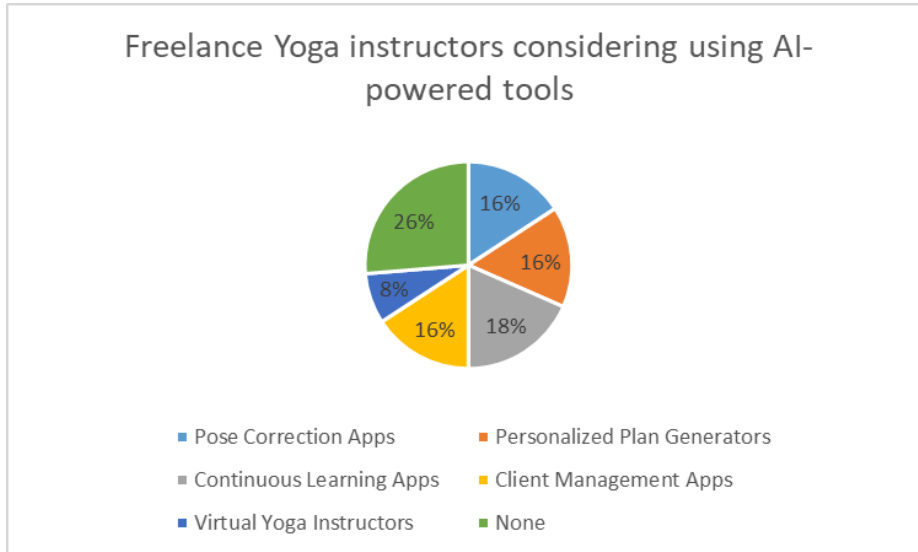 Freelance Yoga instructors considering using AI-
powered tools
16%
16%
18%
16%
8%
26%
Pose Correction Apps
Personalized Plan Generators
Continuous Learning Apps
Client Management Apps
Virtual Yoga Instructors
None